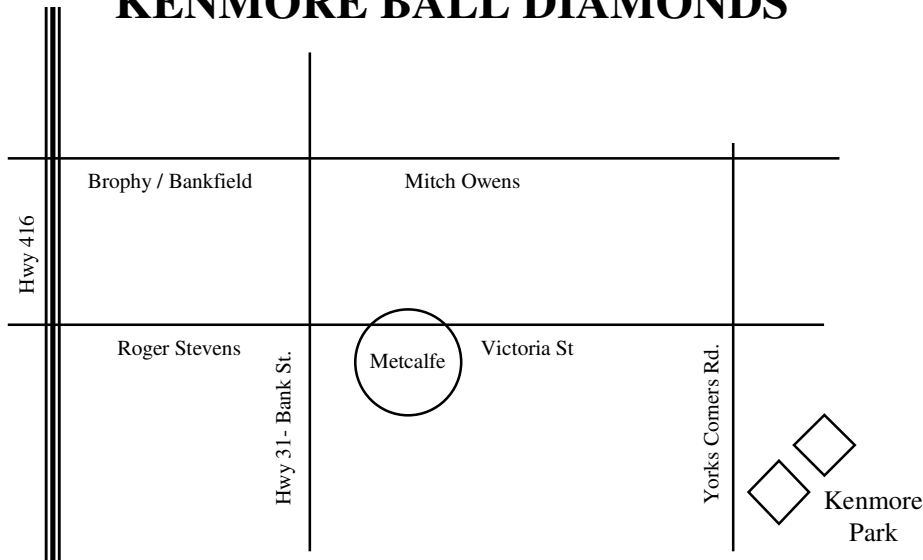 KENMORE BALL DIAMONDS
Brophy / Bankfield
Mitch Owens
Hwy 416
Roger Stevens
Metcalfe
Victoria St
Hwy 31- Bank St.
Yorks Corners Rd.
Kenmore
Park